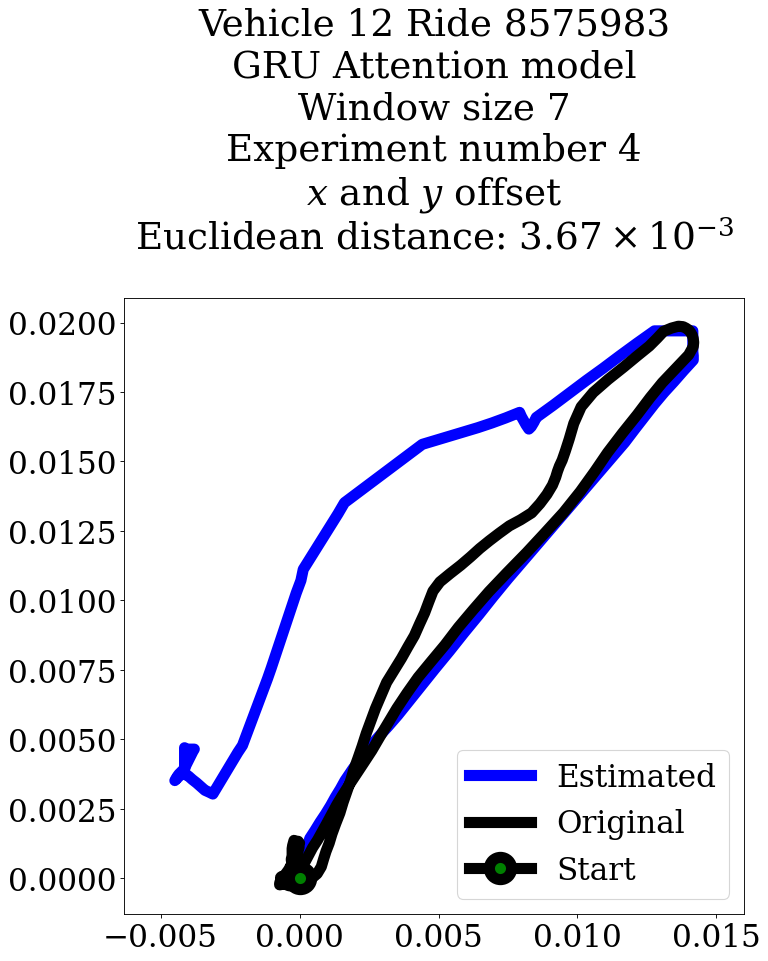 Vehicle 12 Ride 8575983
GRU Attention model
Window size 7
Experiment number 4
x and y offset
Euclidean distance: 3.67 × 10⁻³
0.0200
0.0175
0.0150
0.0125
0.0100
0.0075
0.0050
0.0025
0.0000
Estimated
Original
Start
−0.005 0.000 0.005 0.010 0.015